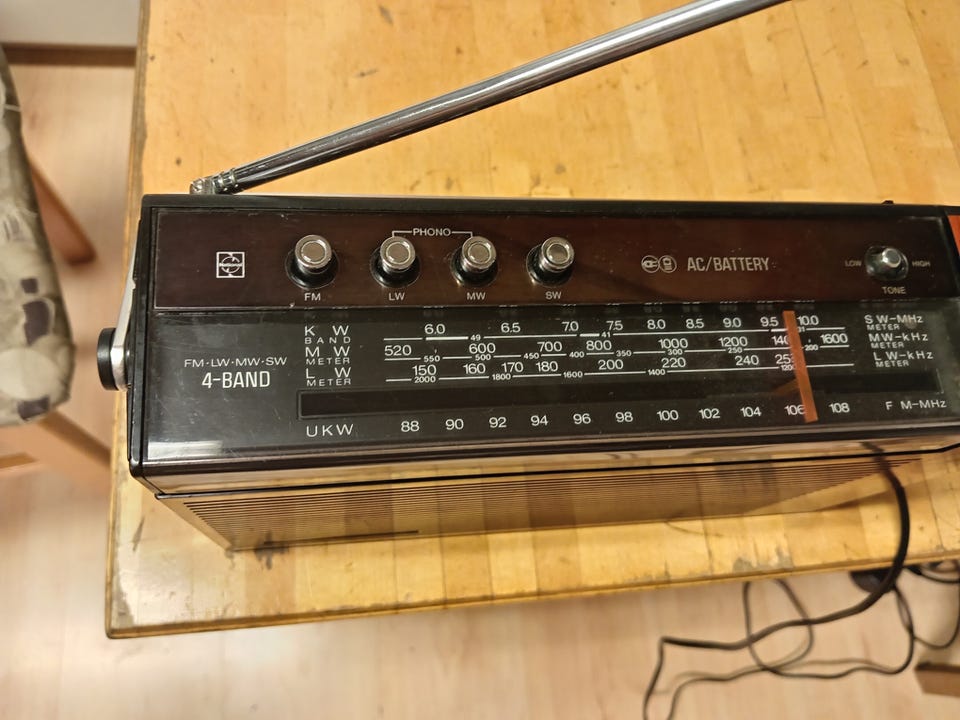 PHONO
FM LW MW SW
AC/BATTERY
LOW HIGH
TONE
FM·LW·MW·SW
4-BAND
K W 6.0 6.5 7.0 7.5 8.0 8.5 9.0 9.5 10.0 SW-MHz
BAND 49 41 31 METER
M W 520 600 700 800 1000 1200 1600 MW-kHz
METER 550 500 450 400 350 300 250 200 METER
L W 150 160 170 180 200 220 240 LW-kHz
METER 2000 1800 1600 1400 METER
UKW 88 90 92 94 96 98 100 102 104 106 108 FM-MHz